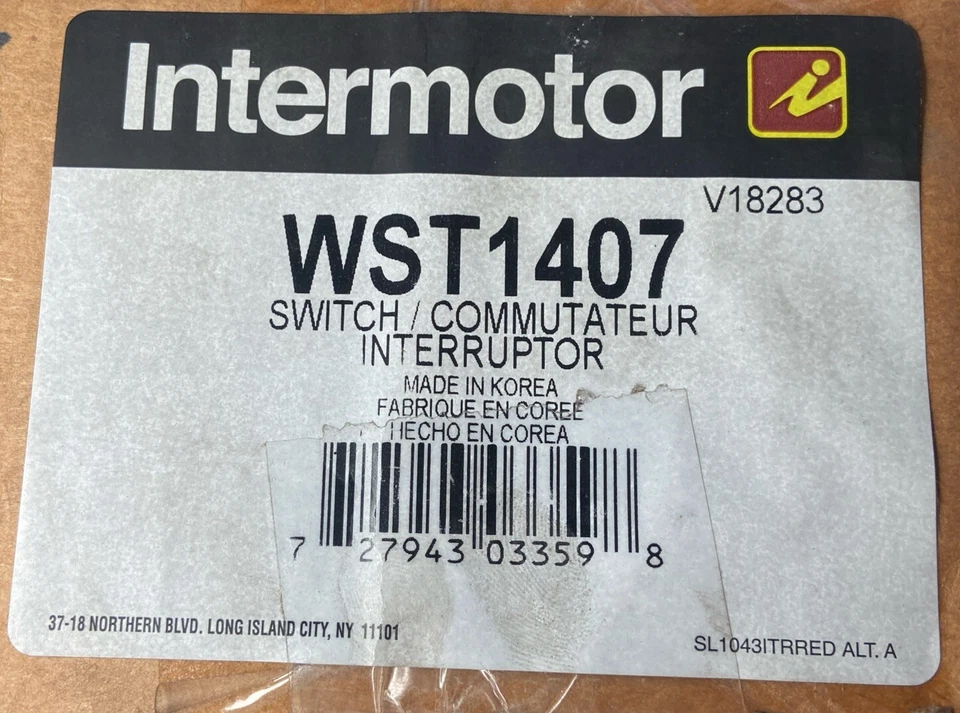 Intermotor
V18283
WST1407
SWITCH / COMMUTATEUR
INTERRUPTOR
MADE IN KOREA
FABRIQUE EN COREE
HECHO EN COREA
7 27943 03359 8
37-18 NORTHERN BLVD. LONG ISLAND CITY, NY 11101
SL1043ITRRED ALT. A